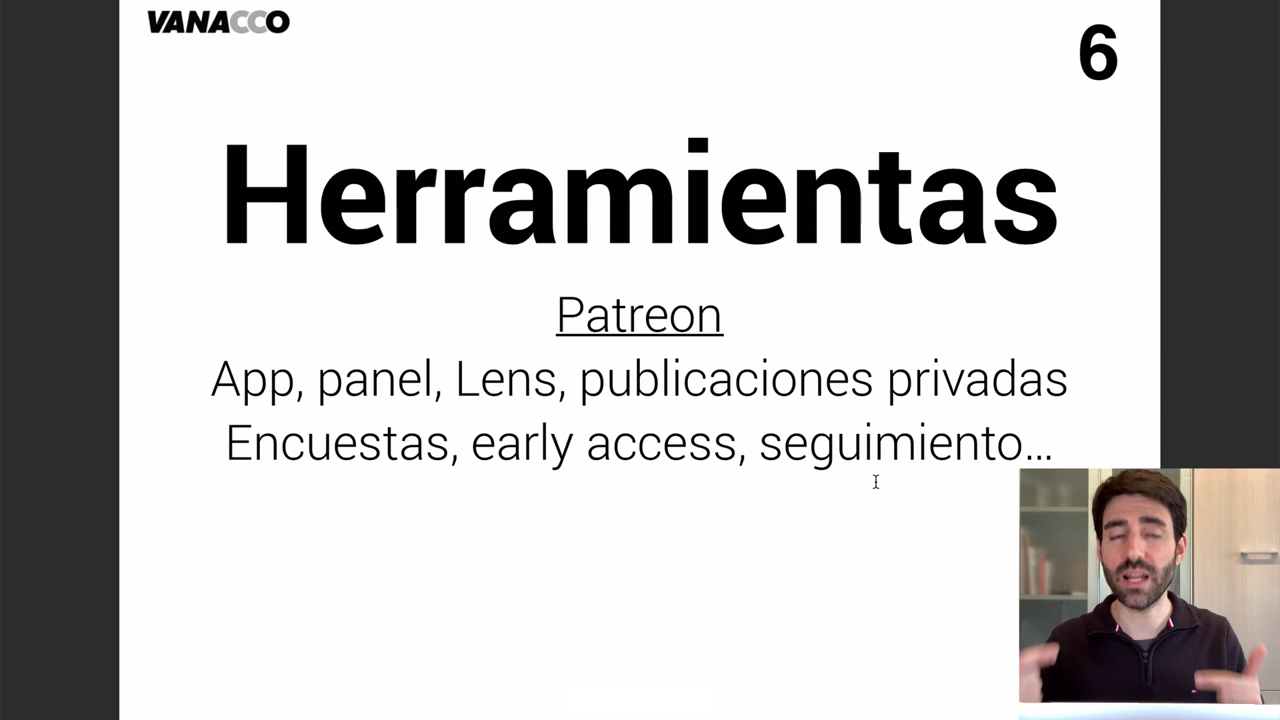 VANACCO
6
Herramientas
Patreon
App, panel, Lens, publicaciones privadas
Encuestas, early access, seguimiento…